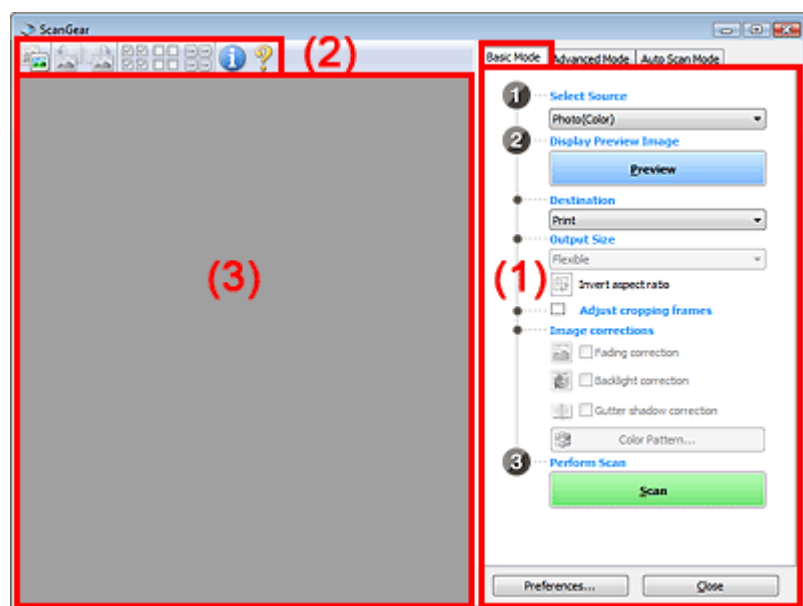 ScanGear
(2)
Basic Mode Advanced Mode Auto Scan Mode
1 Select Source
Photo(Color)
2 Display Preview Image
Preview
Destination
Print
Output Size
Flexible
(3)
(1)
Invert aspect ratio
Adjust cropping frames
Image corrections
Fading correction
Backlight correction
Gutter shadow correction
Color Pattern...
3 Perform Scan
Scan
Preferences... Close